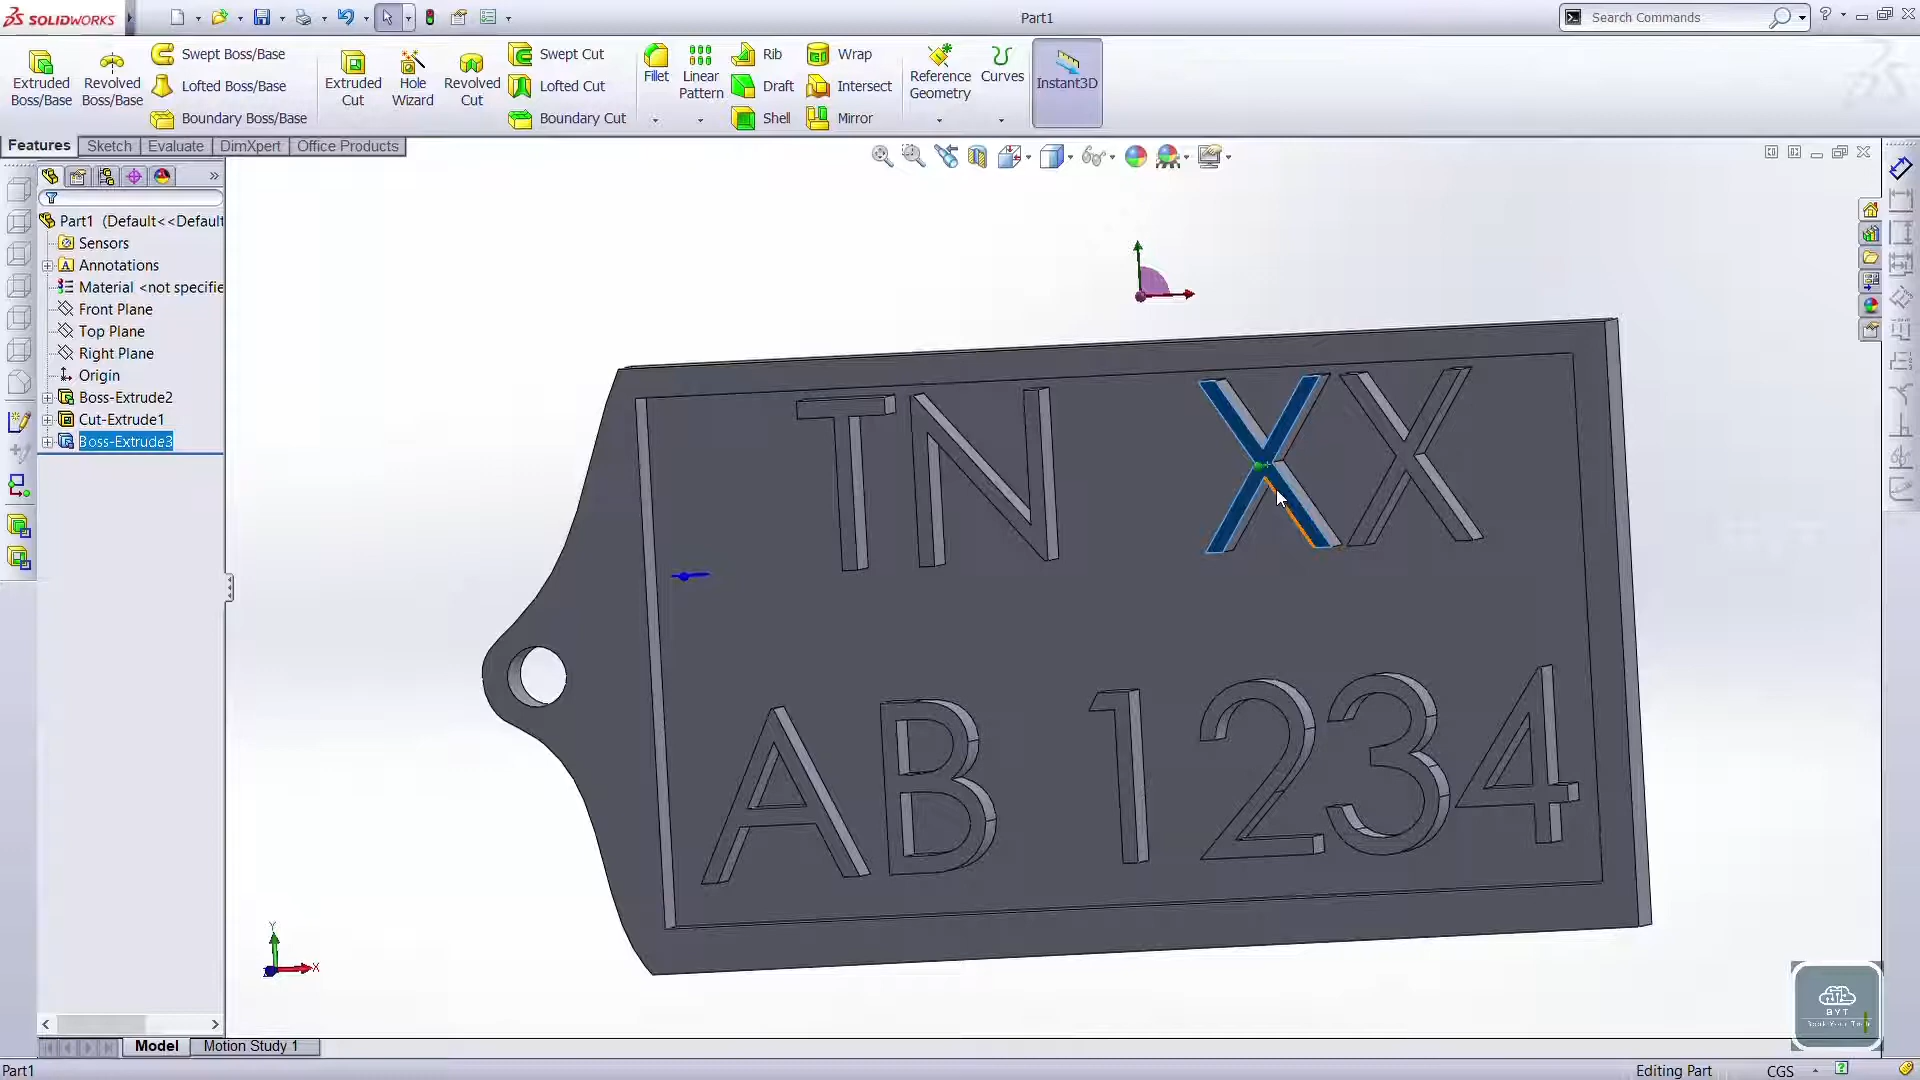 SOLIDWORKS
Part1
Search Commands
?
Extruded Boss/Base
Revolved Boss/Base
Swept Boss/Base
Lofted Boss/Base
Boundary Boss/Base
Extruded Cut
Hole Wizard
Revolved Cut
Swept Cut
Lofted Cut
Boundary Cut
Fillet
Linear Pattern
Rib
Draft
Shell
Wrap
Intersect
Mirror
Reference Geometry
Curves
Instant3D
Features
Sketch
Evaluate
DimXpert
Office Products
Part1 (Default<<Default
Sensors
Annotations
Material <not specifie
Front Plane
Top Plane
Right Plane
Origin
Boss-Extrude2
Cut-Extrude1
Boss-Extrude3
TN XX
AB 1234
Y
X
BYT
Model
Motion Study 1
Part1
Editing Part
CGS